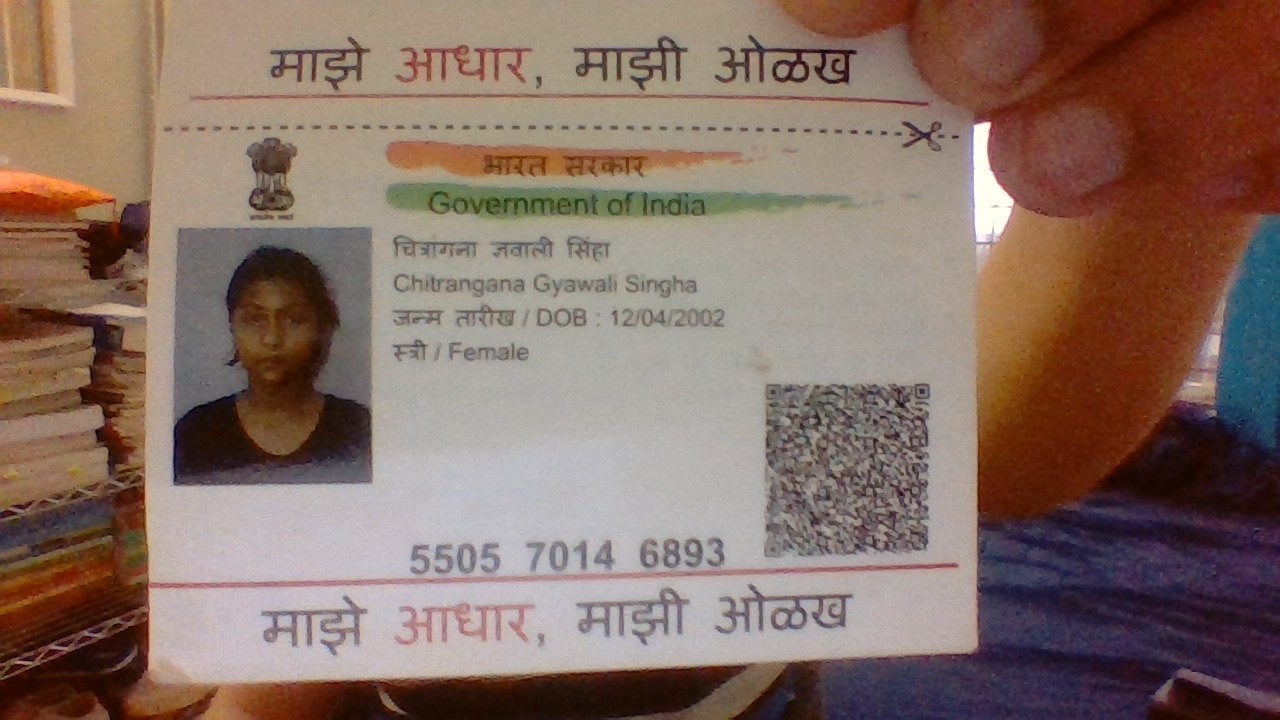 माझे आधार, माझी ओळख
भारत सरकार
Government of India
चित्रांगना ज्ञवाली सिंहा
Chitrangana Gyawali Singha
जन्म तारीख / DOB : 12/04/2002
स्त्री / Female
5505 7014 6893
माझे आधार, माझी ओळख